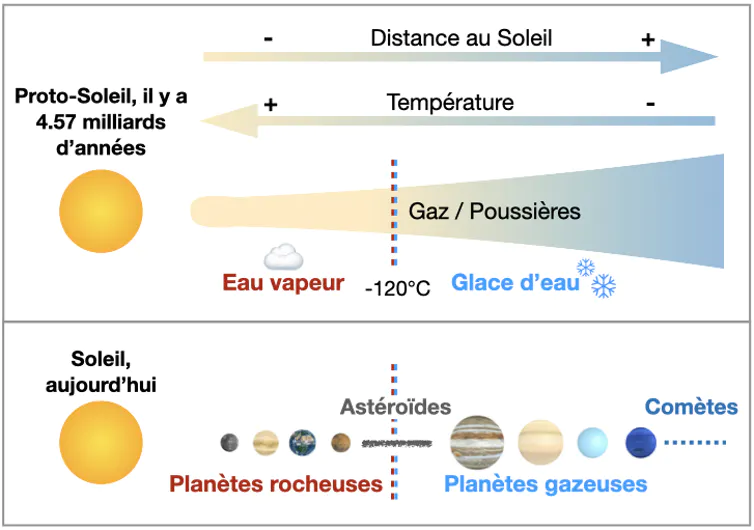 - Distance au Soleil +
Proto-Soleil, il y a
4.57 milliards
d'années
+ Température -
Gaz / Poussières
Eau vapeur
-120°C
Glace d'eau
Soleil,
aujourd'hui
Astéroïdes
Comètes
Planètes rocheuses
Planètes gazeuses